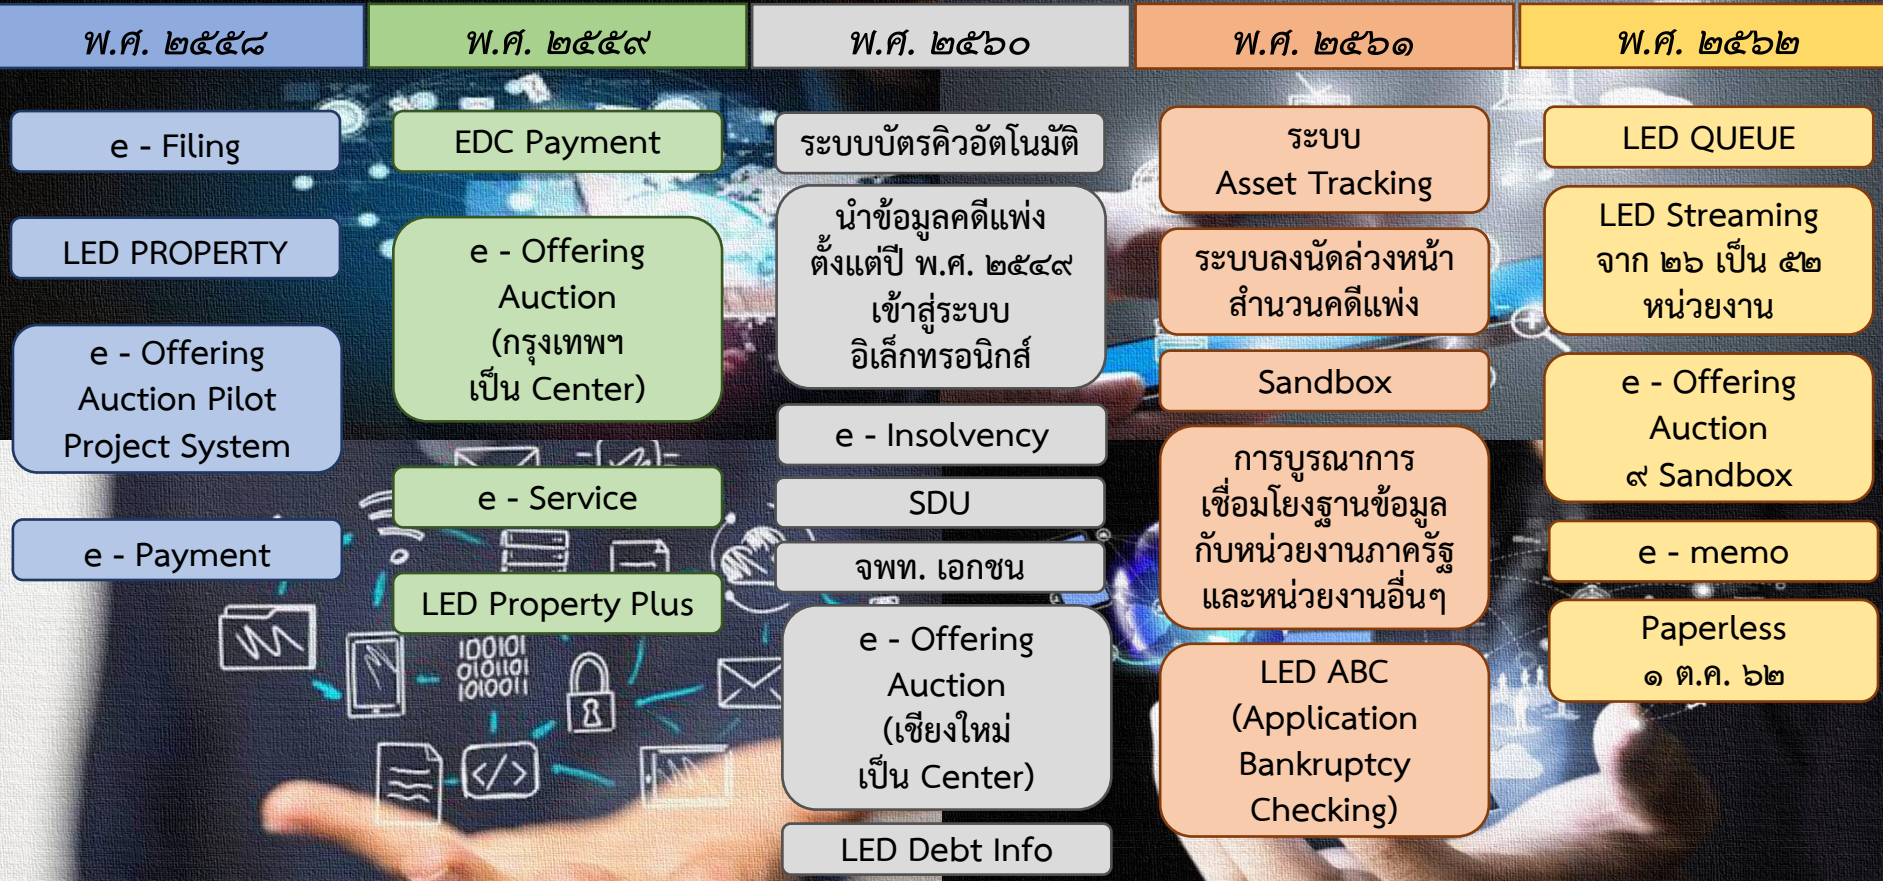 พ.ศ. ๒๕๕๘
พ.ศ. ๒๕๕๙
พ.ศ. ๒๕๖๐
พ.ศ. ๒๕๖๑
พ.ศ. ๒๕๖๒
e - Filing
LED PROPERTY
e - Offering
Auction Pilot
Project System
e - Payment
EDC Payment
e - Offering
Auction
(กรุงเทพฯ
เป็น Center)
e - Service
LED Property Plus
ระบบบัตรคิวอัตโนมัติ
นำข้อมูลคดีแพ่ง
ตั้งแต่ปี พ.ศ. ๒๕๔๙
เข้าสู่ระบบ
อิเล็กทรอนิกส์
e - Insolvency
SDU
จพท. เอกชน
e - Offering
Auction
(เชียงใหม่
เป็น Center)
LED Debt Info
ระบบ
Asset Tracking
ระบบลงนัดล่วงหน้า
สำนวนคดีแพ่ง
Sandbox
การบูรณาการ
เชื่อมโยงฐานข้อมูล
กับหน่วยงานภาครัฐ
และหน่วยงานอื่นๆ
LED ABC
(Application
Bankruptcy
Checking)
LED QUEUE
LED Streaming
จาก ๒๖ เป็น ๕๒
หน่วยงาน
e - Offering
Auction
๙ Sandbox
e - memo
Paperless
๑ ต.ค. ๖๒
100101
0101101
1010011